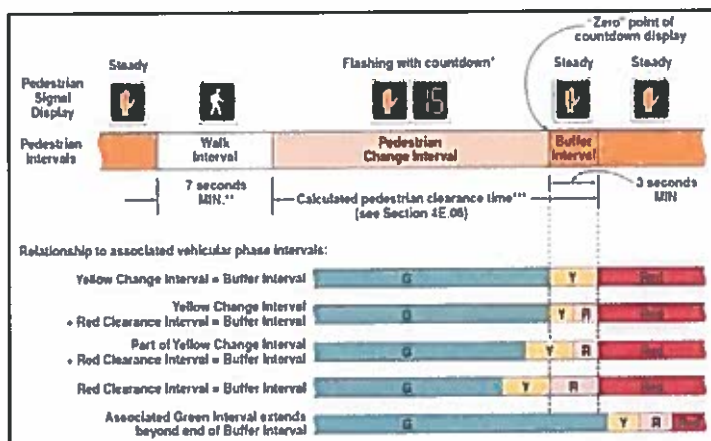 "Zero" point of
countdown display
Steady
Flashing with countdown*
Steady
Steady
Pedestrian
Signal
Display
15
Pedestrian
Intervals
Walk
Interval
Pedestrian
Change Interval
Buffer
Interval
7 seconds
MIN.**
Calculated pedestrian clearance time***
(see Section 4E.06)
3 seconds
MIN
Relationship to associated vehicular phase intervals:
Yellow Change Interval = Buffer Interval
G
Y
Red
Yellow Change Interval
+ Red Clearance Interval = Buffer Interval
G
Y
R
Red
Part of Yellow Change Interval
+ Red Clearance Interval = Buffer Interval
G
Y
R
Red
Red Clearance Interval = Buffer Interval
G
Y
R
Red
Associated Green Interval extends
beyond end of Buffer Interval
G
Y
R
Red